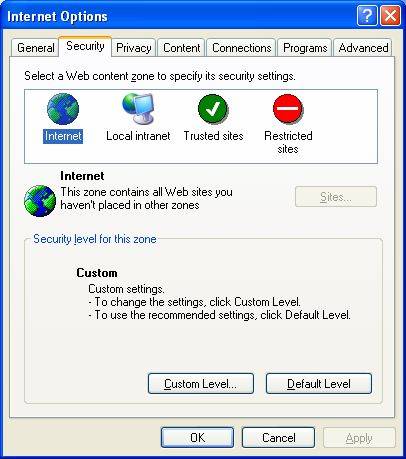 Internet Options
General Security Privacy Content Connections Programs Advanced
Select a Web content zone to specify its security settings.
Internet Local intranet Trusted sites Restricted
sites
Internet
This zone contains all Web sites you
haven't placed in other zones
Sites...
Security level for this zone
Custom
Custom settings.
- To change the settings, click Custom Level.
- To use the recommended settings, click Default Level.
Custom Level... Default Level
OK Cancel Apply